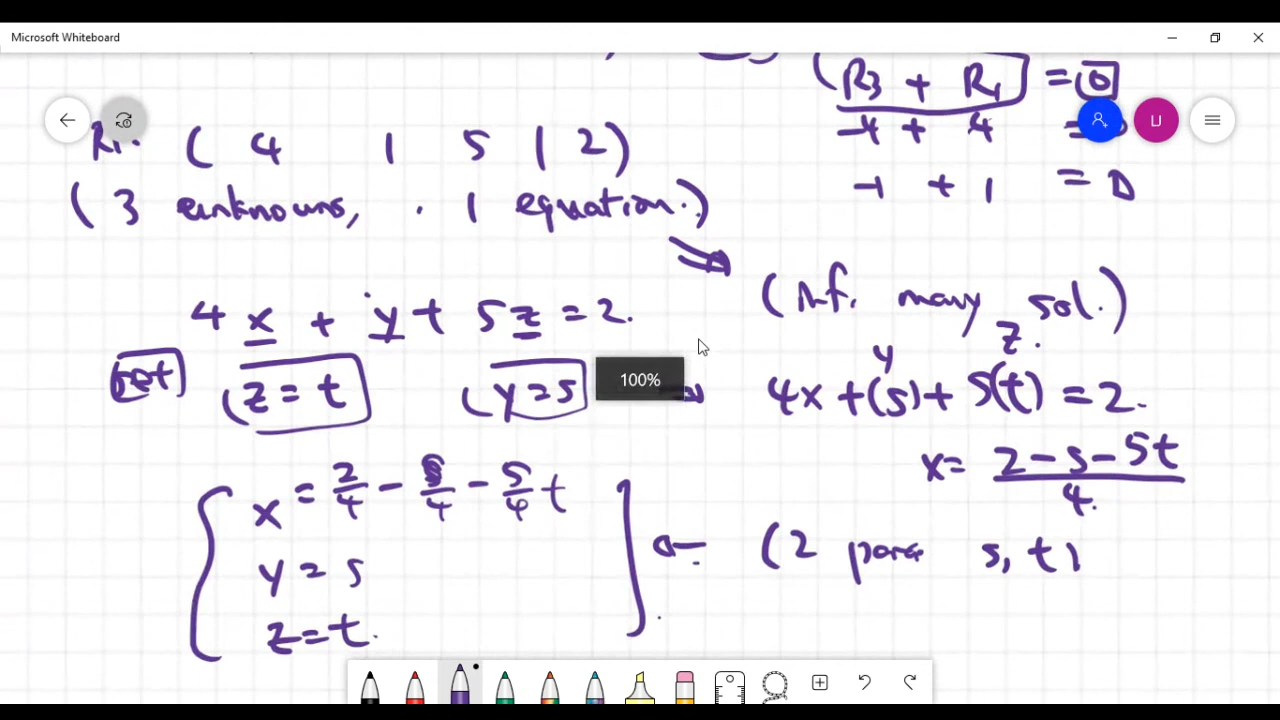 Microsoft Whiteboard
(R3 + R1) = 0
-4 + 4
-1 + 1 = 0
R1: ( 4 1 5 | 2)
( 3 unknowns, 1 equation.)
(inf. many sol.)
4x + y + 5z = 2.
set (z = t (y = s
100%
y z.
4x + (s) + 5(t) = 2.
x = 2 - s - 5t / 4.
x = 2/4 - s/4 - 5/4 t
y = s
z = t.
(2 para s, t)
U